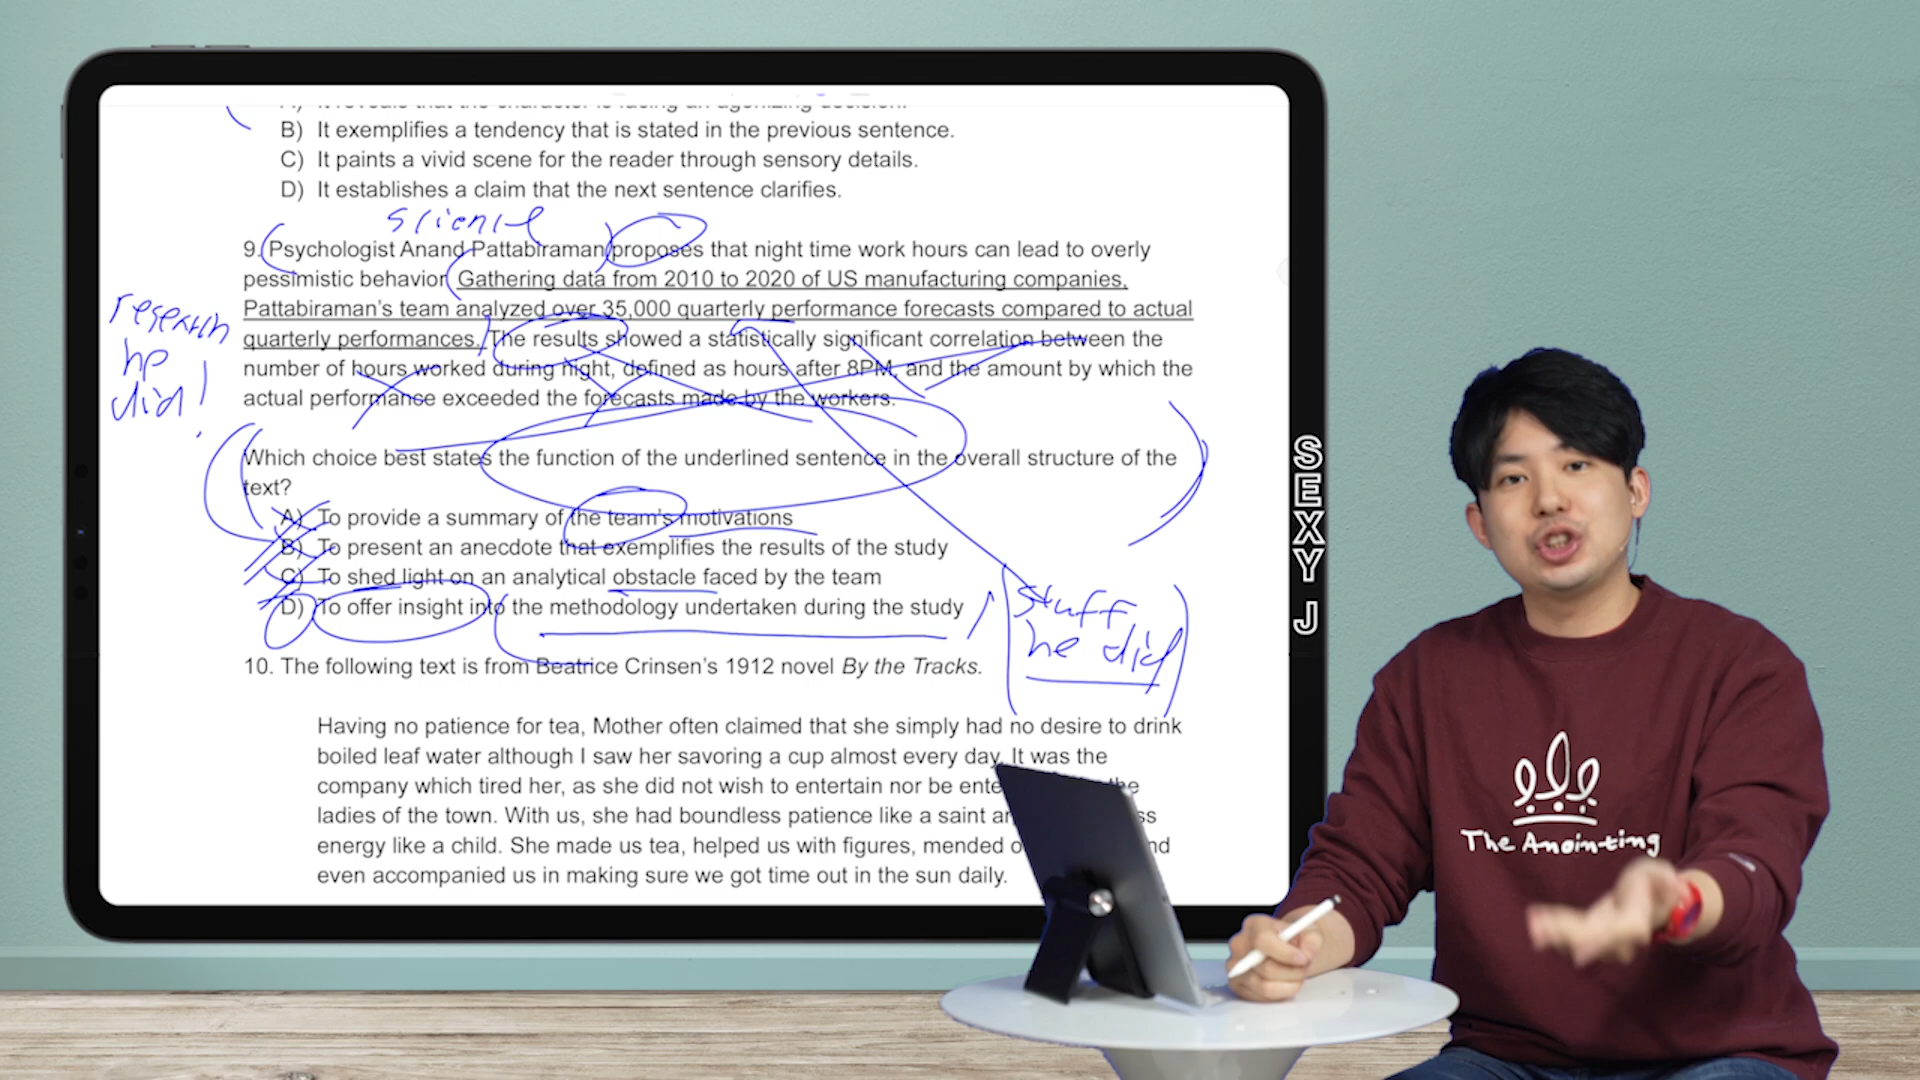 B) It exemplifies a tendency that is stated in the previous sentence.
C) It paints a vivid scene for the reader through sensory details.
D) It establishes a claim that the next sentence clarifies.
science
9. Psychologist Anand Pattabiraman proposes that night time work hours can lead to overly
pessimistic behavior. Gathering data from 2010 to 2020 of US manufacturing companies,
Pattabiraman's team analyzed over 35,000 quarterly performance forecasts compared to actual
quarterly performances. The results showed a statistically significant correlation between the
number of hours worked during night, defined as hours after 8PM, and the amount by which the
actual performance exceeded the forecasts made by the workers.
research
he
did!
Which choice best states the function of the underlined sentence in the overall structure of the
text?
A) To provide a summary of the team's motivations
B) To present an anecdote that exemplifies the results of the study
C) To shed light on an analytical obstacle faced by the team
D) To offer insight into the methodology undertaken during the study
stuff
he did
10. The following text is from Beatrice Crinsen's 1912 novel By the Tracks.
Having no patience for tea, Mother often claimed that she simply had no desire to drink
boiled leaf water although I saw her savoring a cup almost every day. It was the
company which tired her, as she did not wish to entertain nor be
ladies of the town. With us, she had boundless patience like a saint
energy like a child. She made us tea, helped us with figures, mended
even accompanied us in making sure we got time out in the sun daily.
SEXY J
The Anointing